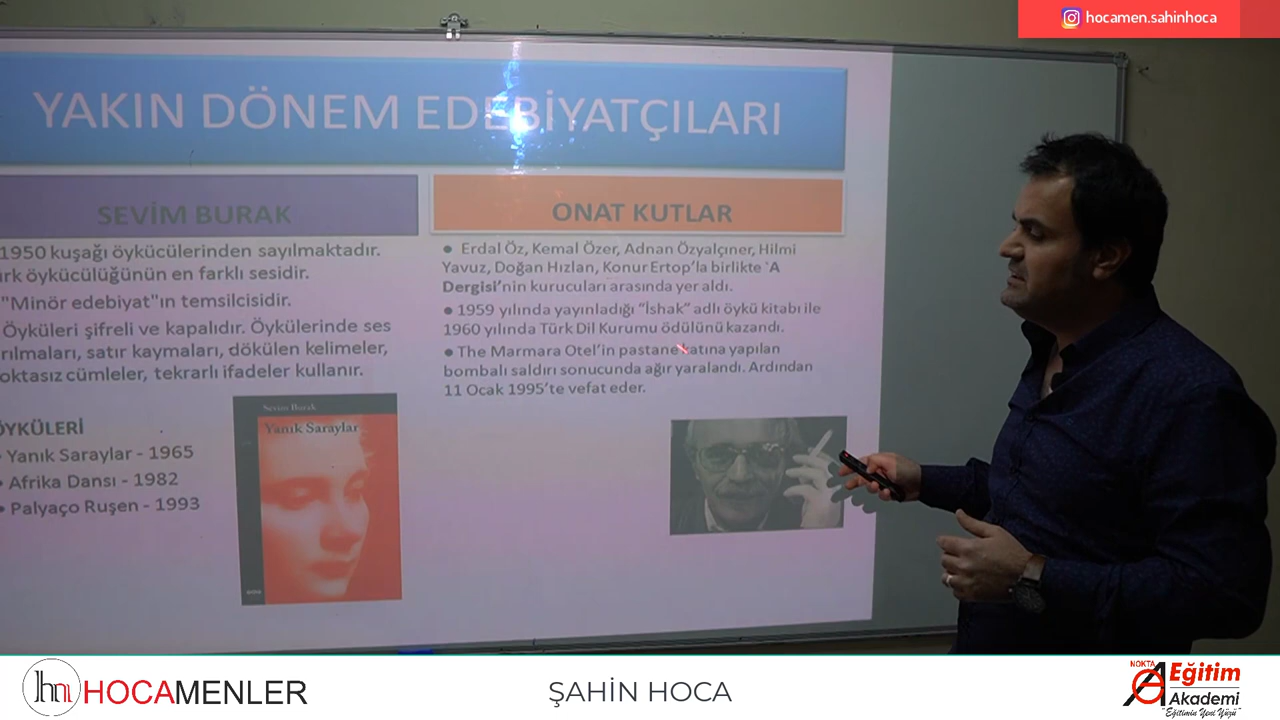 hocamen.sahinhoca
YAKIN DÖNEM EDEBİYATÇILARI
SEVİM BURAK
1950 kuşağı öykücülerinden sayılmaktadır.
öykücülüğünün en farklı sesidir.
"Minör edebiyat"ın temsilcisidir.
Öyküleri şifreli ve kapalıdır. Öykülerinde ses
satır kaymaları, dökülen kelimeler,
cümleler, tekrarlı ifadeler kullanır.
ÖYKÜLERİ
Yanık Saraylar - 1965
• Afrika Dansı - 1982
• Palyaço Ruşen - 1993
Sevim Burak
Yanık Saraylar
ONAT KUTLAR
● Erdal Öz, Kemal Özer, Adnan Özyalçıner, Hilmi
Yavuz, Doğan Hızlan, Konur Ertop'la birlikte `A
Dergisi'nin kurucuları arasında yer aldı.
● 1959 yılında yayınladığı "İshak" adlı öykü kitabı ile
1960 yılında Türk Dil Kurumu ödülünü kazandı.
● The Marmara Otel'in pastane katına yapılan
bombalı saldırı sonucunda ağır yaralandı. Ardından
11 Ocak 1995'te vefat eder.
hm HOCAMENLER
ŞAHİN HOCA
NOKTA
A Eğitim
Akademi
"Eğitimin Yeni Yüzü"